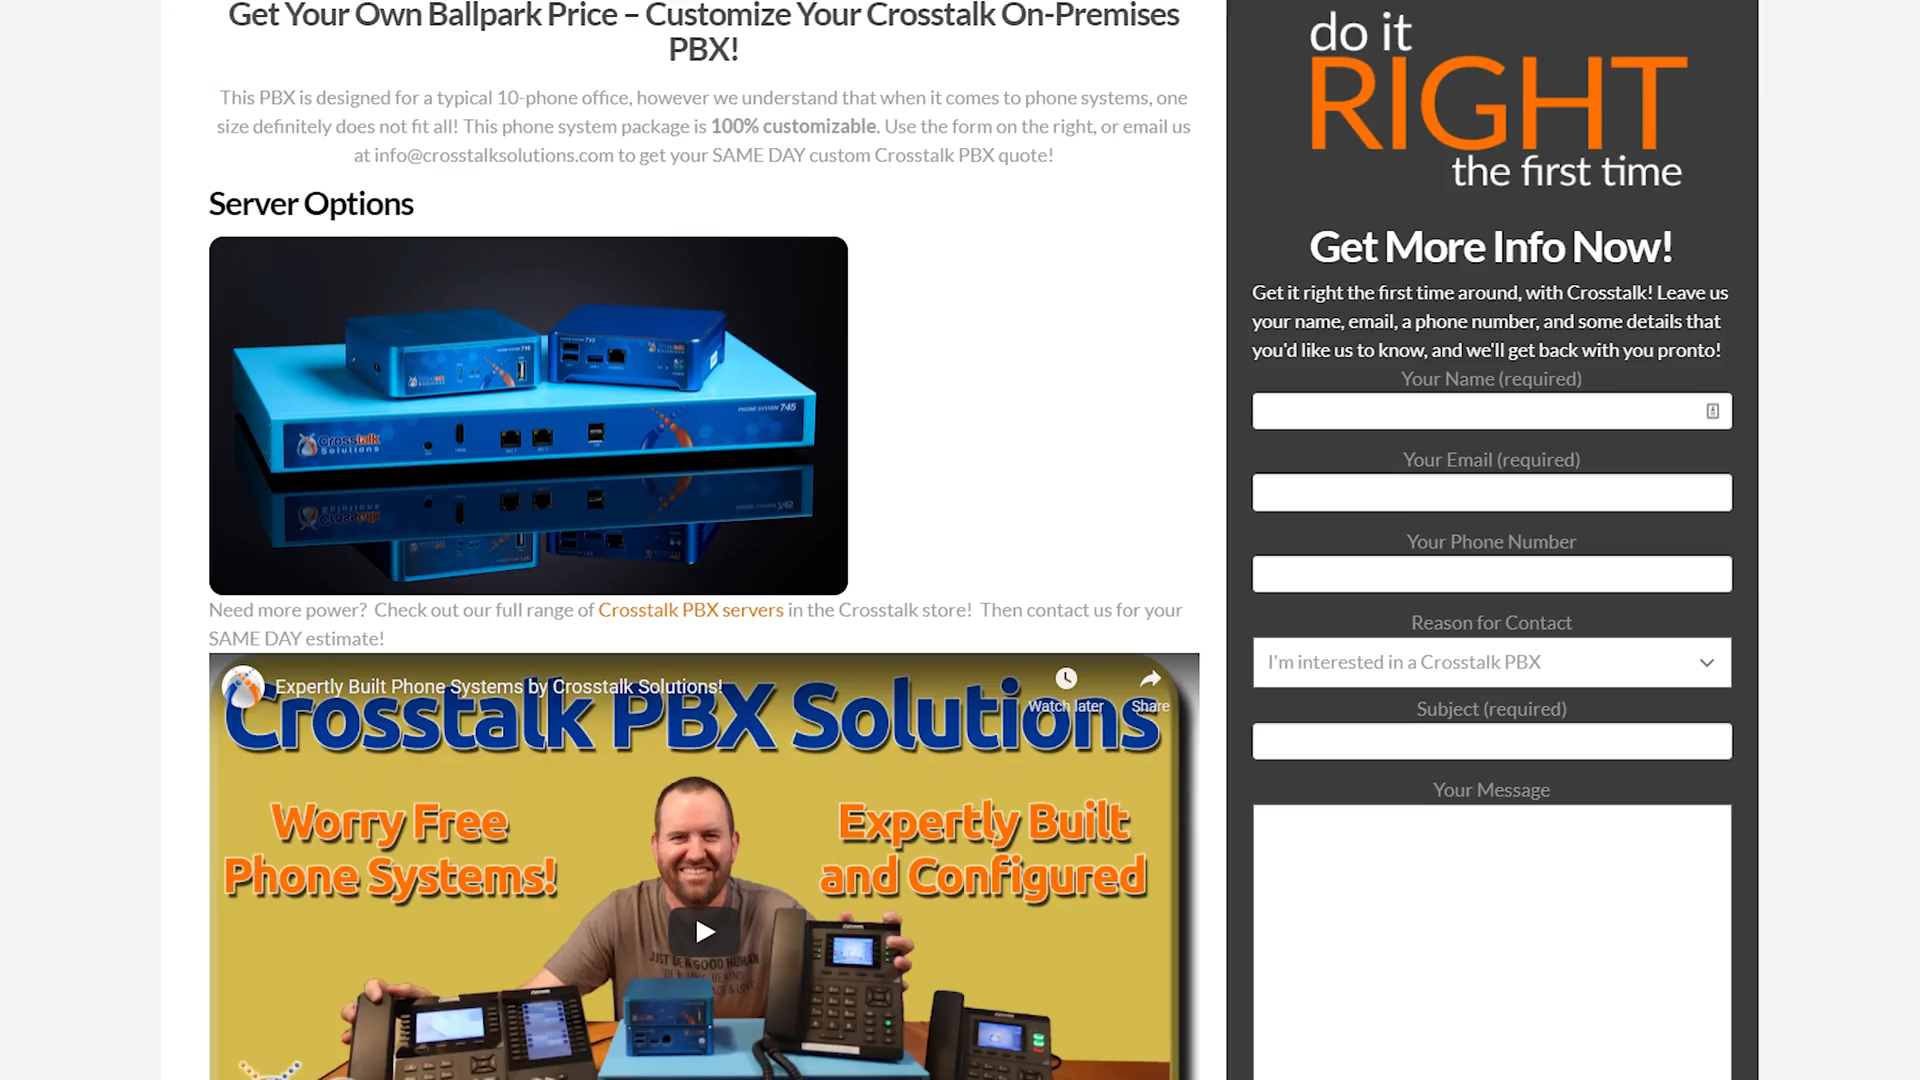 Get Your Own Ballpark Price – Customize Your Crosstalk On-Premises
PBX!
This PBX is designed for a typical 10-phone office, however we understand that when it comes to phone systems, one
size definitely does not fit all! This phone system package is 100% customizable. Use the form on the right, or email us
at info@crosstalksolutions.com to get your SAME DAY custom Crosstalk PBX quote!
Server Options
PHONE SYSTEM 745
Crosstalk
Solutions
Need more power? Check out our full range of Crosstalk PBX servers in the Crosstalk store! Then contact us for your
SAME DAY estimate!
Expertly Built Phone Systems by Crosstalk Solutions!
Watch later
Share
Crosstalk PBX Solutions
Worry Free
Phone Systems!
Expertly Built
and Configured
JUST BE A GOOD HUMAN
do it
RIGHT
the first time
Get More Info Now!
Get it right the first time around, with Crosstalk! Leave us
your name, email, a phone number, and some details that
you'd like us to know, and we'll get back with you pronto!
Your Name (required)
Your Email (required)
Your Phone Number
Reason for Contact
I'm interested in a Crosstalk PBX
Subject (required)
Your Message